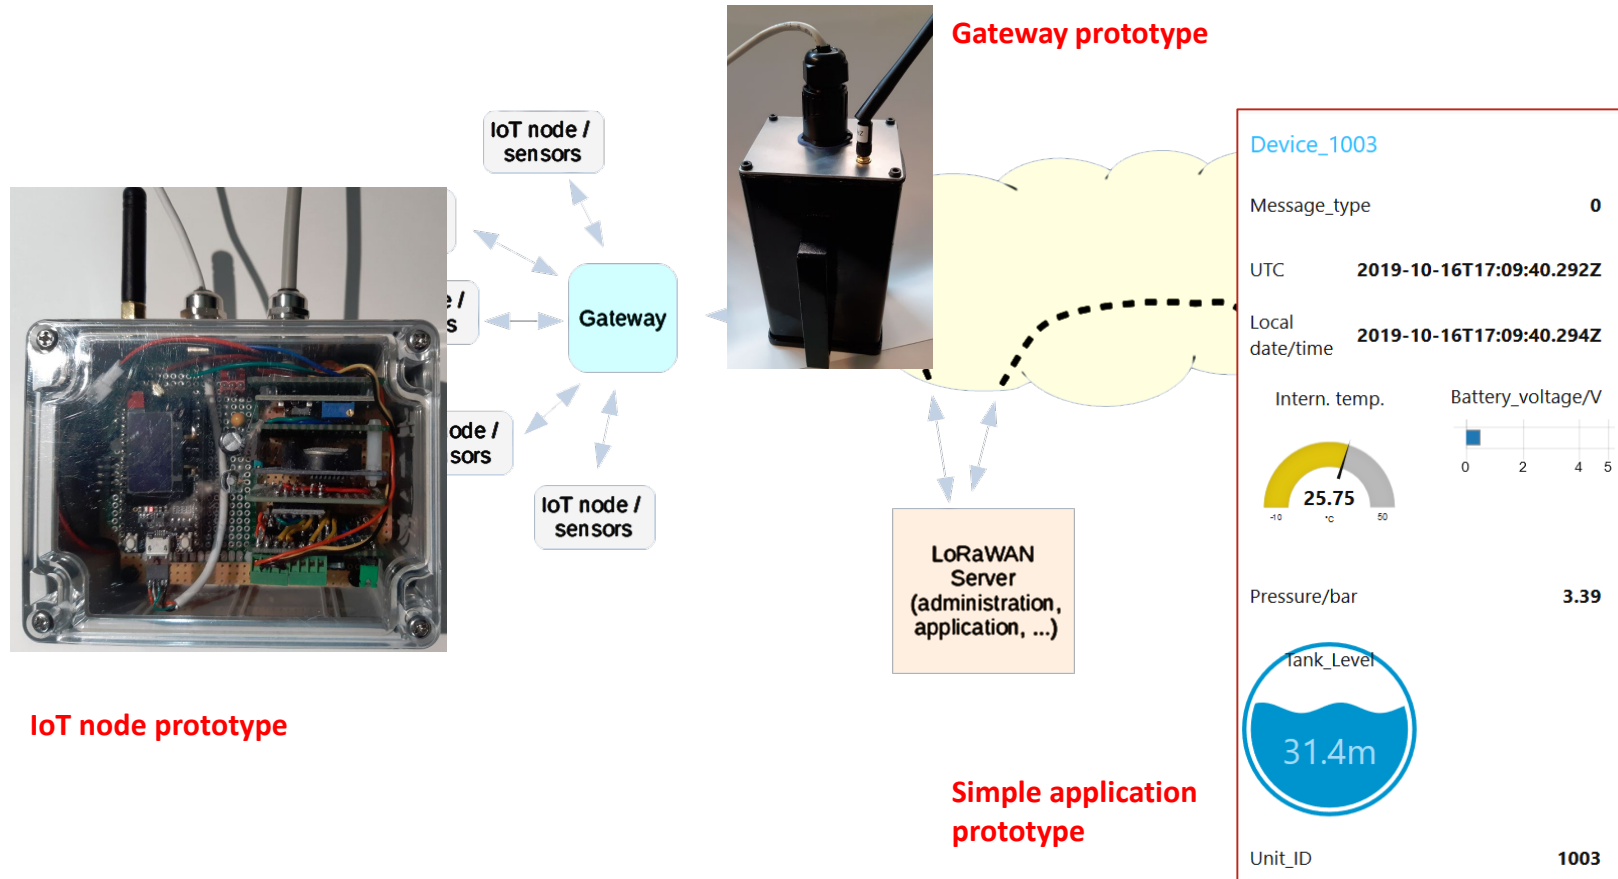 Gateway prototype
IoT node /
sensors
Device_1003
Message_type 0
UTC 2019-10-16T17:09:40.292Z
Local
date/time 2019-10-16T17:09:40.294Z
e /
s
Gateway
Intern. temp.
Battery_voltage/V
0 2 4 5
25.75
-10 °C 50
ode /
sors
IoT node /
sensors
LoRaWAN
Server
(administration,
application, ...)
Pressure/bar 3.39
Tank_Level
31.4m
IoT node prototype
Simple application
prototype
Unit_ID 1003